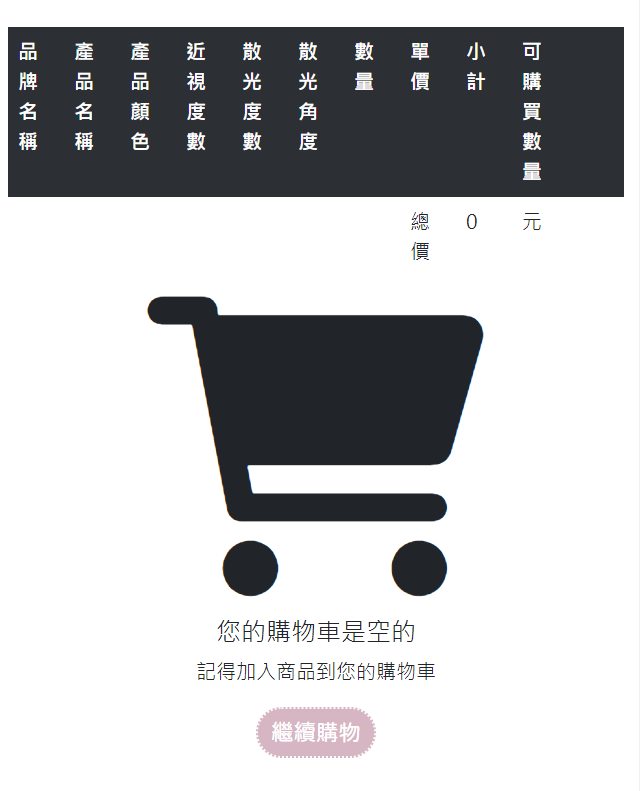 品牌名稱 產品名稱 產品顏色 近視度數 散光度數 散光角度 數量 單價 小計 可購買數量
總價 0 元
您的購物車是空的
記得加入商品到您的購物車
繼續購物